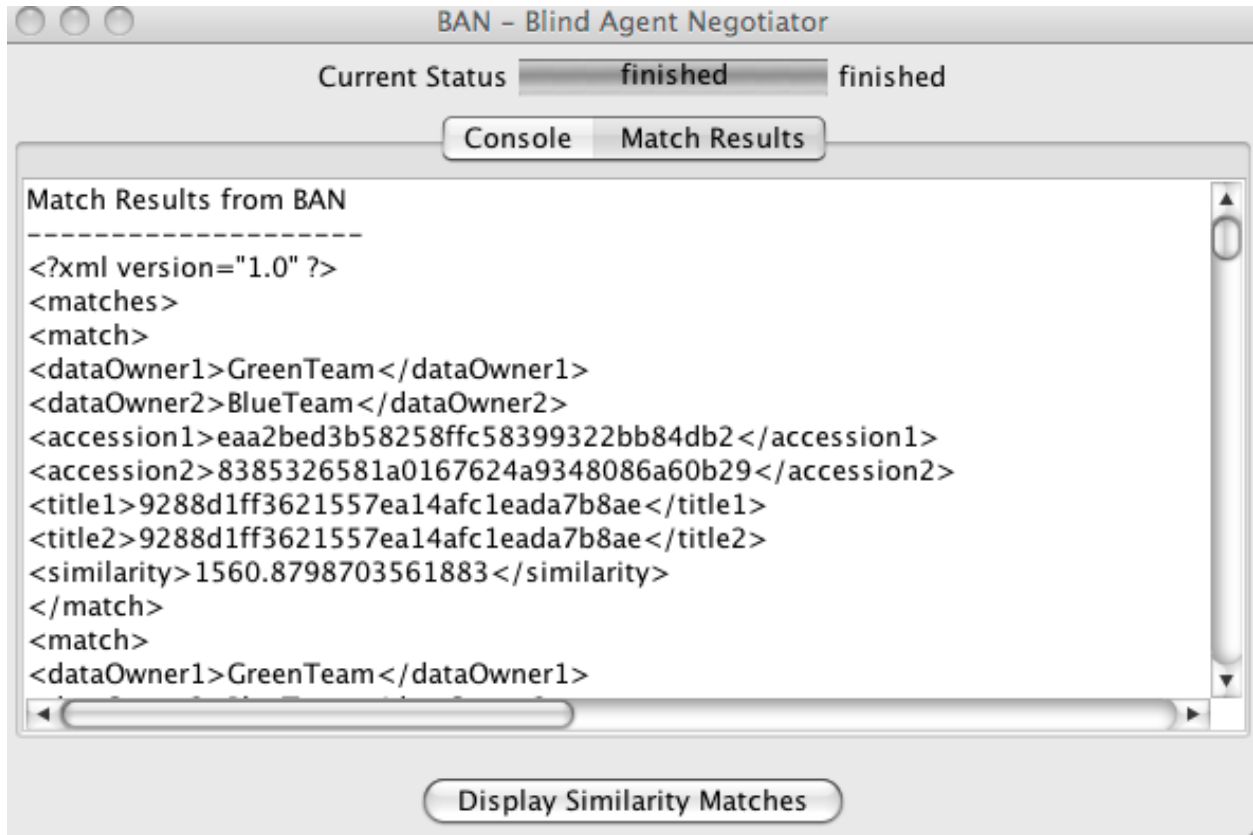 BAN – Blind Agent Negotiator
Current Status finished finished
Console Match Results
Match Results from BAN
--------------------
<?xml version="1.0" ?>
<matches>
<match>
<dataOwner1>GreenTeam</dataOwner1>
<dataOwner2>BlueTeam</dataOwner2>
<accession1>eaa2bed3b58258ffc58399322bb84db2</accession1>
<accession2>8385326581a0167624a9348086a60b29</accession2>
<title1>9288d1ff3621557ea14afc1eada7b8ae</title1>
<title2>9288d1ff3621557ea14afc1eada7b8ae</title2>
<similarity>1560.8798703561883</similarity>
</match>
<match>
<dataOwner1>GreenTeam</dataOwner1>
Display Similarity Matches